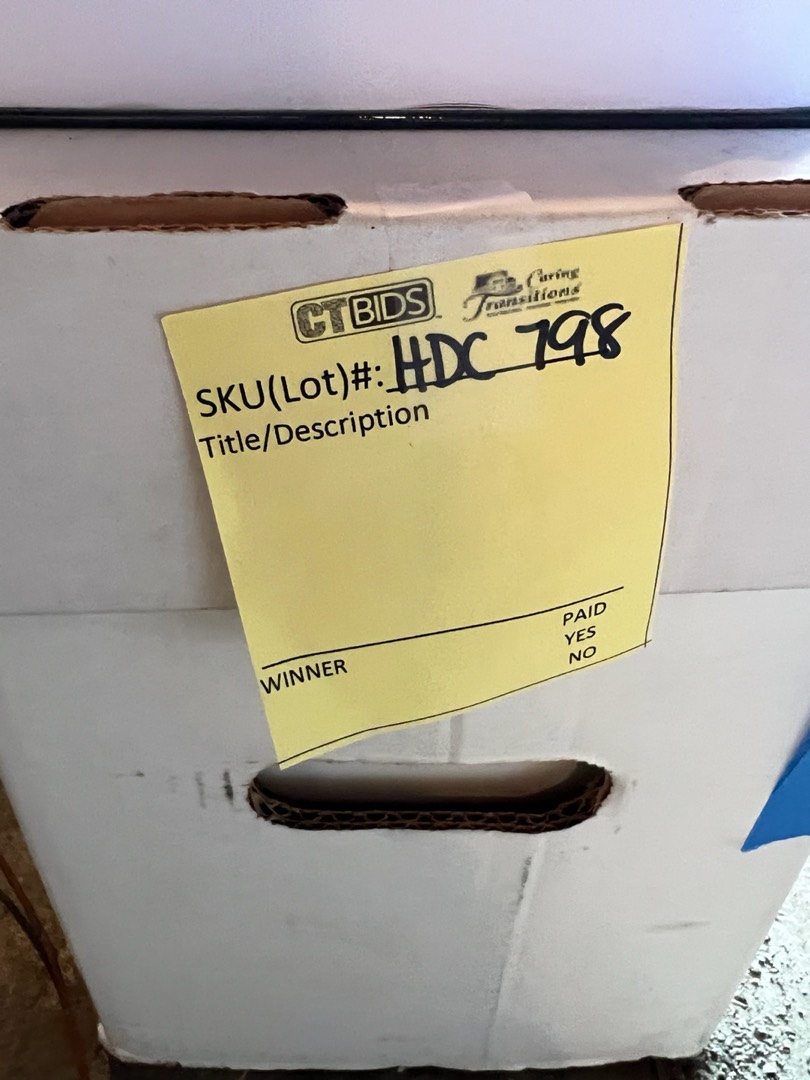 CTBIDS Caring Transitions
SKU(Lot)#: HDC 798
Title/Description
PAID
YES
WINNER
NO